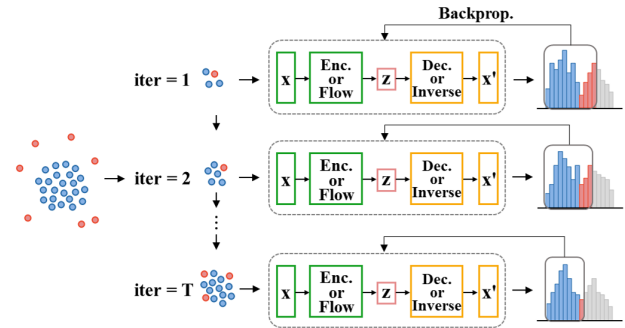 Backprop.
iter = 1
x
Enc.
or
Flow
z
Dec.
or
Inverse
x'
iter = 2
x
Enc.
or
Flow
z
Dec.
or
Inverse
x'
iter = T
x
Enc.
or
Flow
z
Dec.
or
Inverse
x'